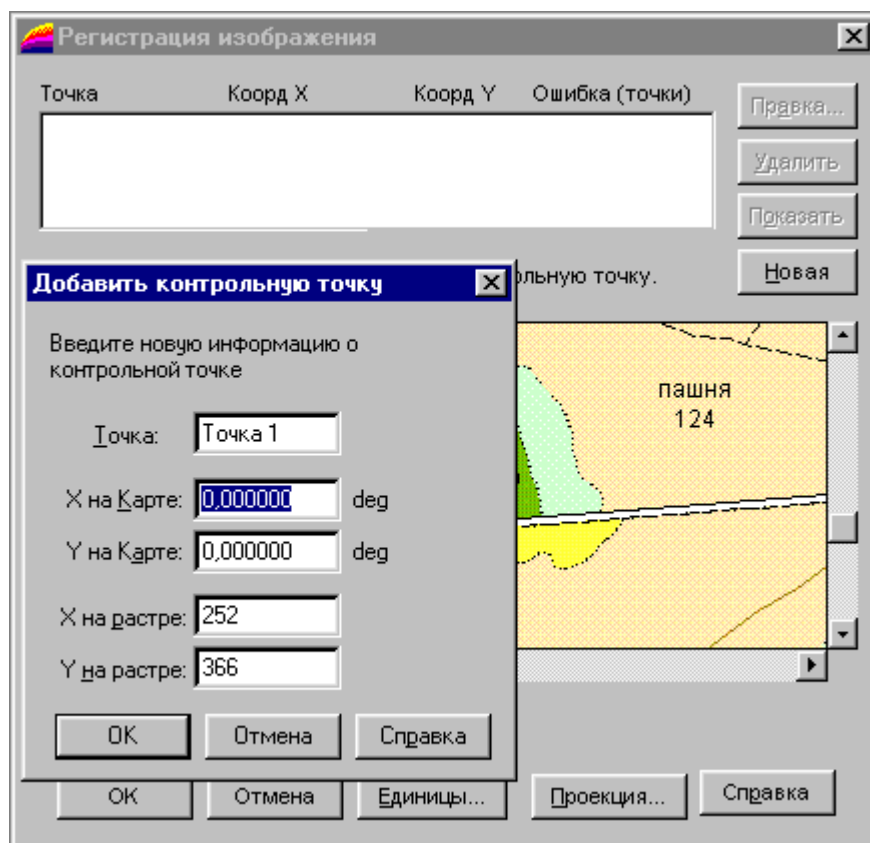 Регистрация изображения
Точка Коорд X Коорд Y Ошибка (точки)
Правка...
Удалить
Показать
Новая
ольную точку.
Добавить контрольную точку
Введите новую информацию о
контрольной точке
Точка: Точка 1
X на Карте: 0,000000 deg
Y на Карте: 0,000000 deg
X на растре: 252
Y на растре: 366
OK Отмена Справка
пашня
124
OK Отмена Единицы... Проекция... Справка